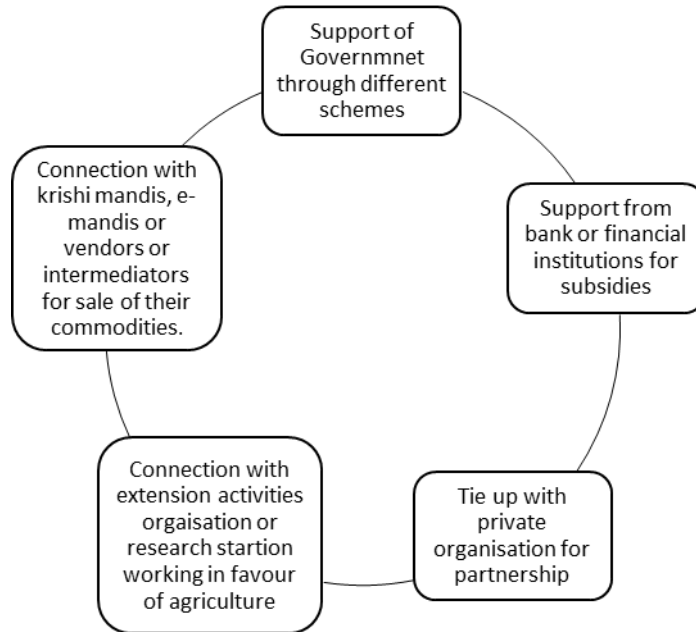 Support of
Governmnet
through different
schemes
Support from
bank or financial
institutions for
subsidies
Tie up with
private
organisation for
partnership
Connection with
extension activities
orgaisation or
research startion
working in favour
of agriculture
Connection with
krishi mandis, e-
mandis or
vendors or
intermediators
for sale of their
commodities.